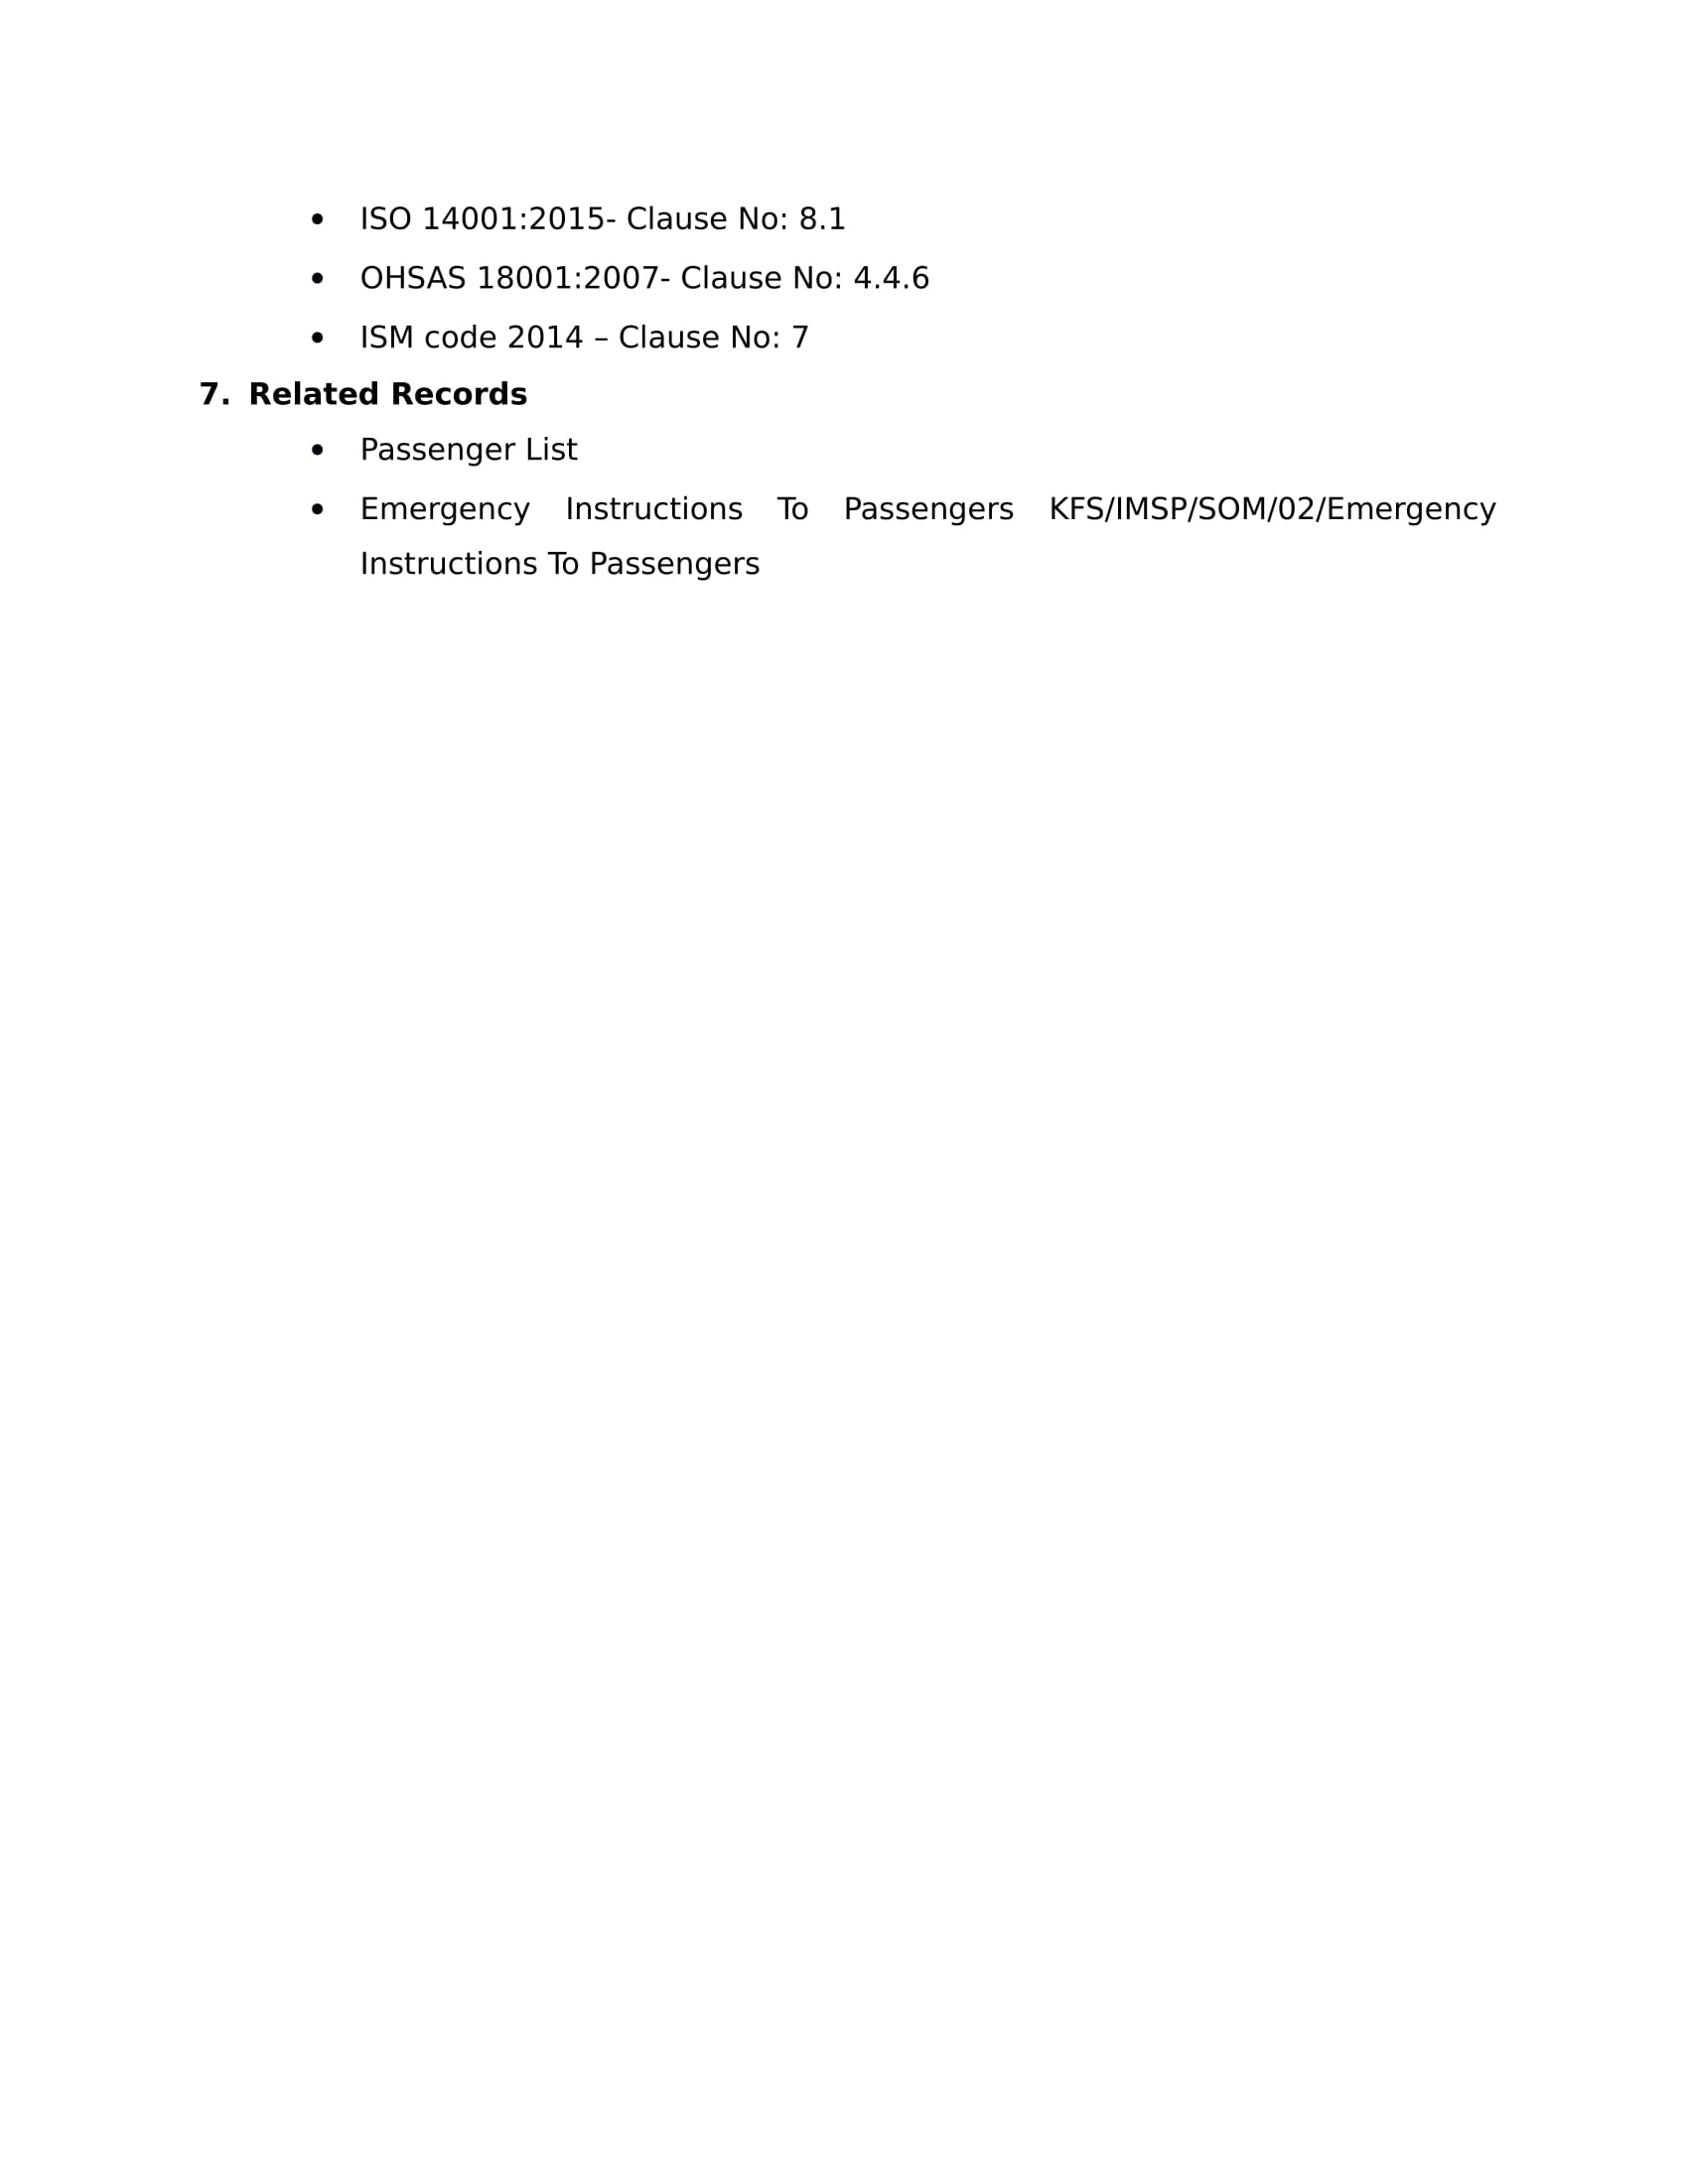 • ISO 14001:2015- Clause No: 8.1
• OHSAS 18001:2007- Clause No: 4.4.6
• ISM code 2014 – Clause No: 7
7. Related Records
• Passenger List
• Emergency Instructions To Passengers KFS/IMSP/SOM/02/Emergency
Instructions To Passengers